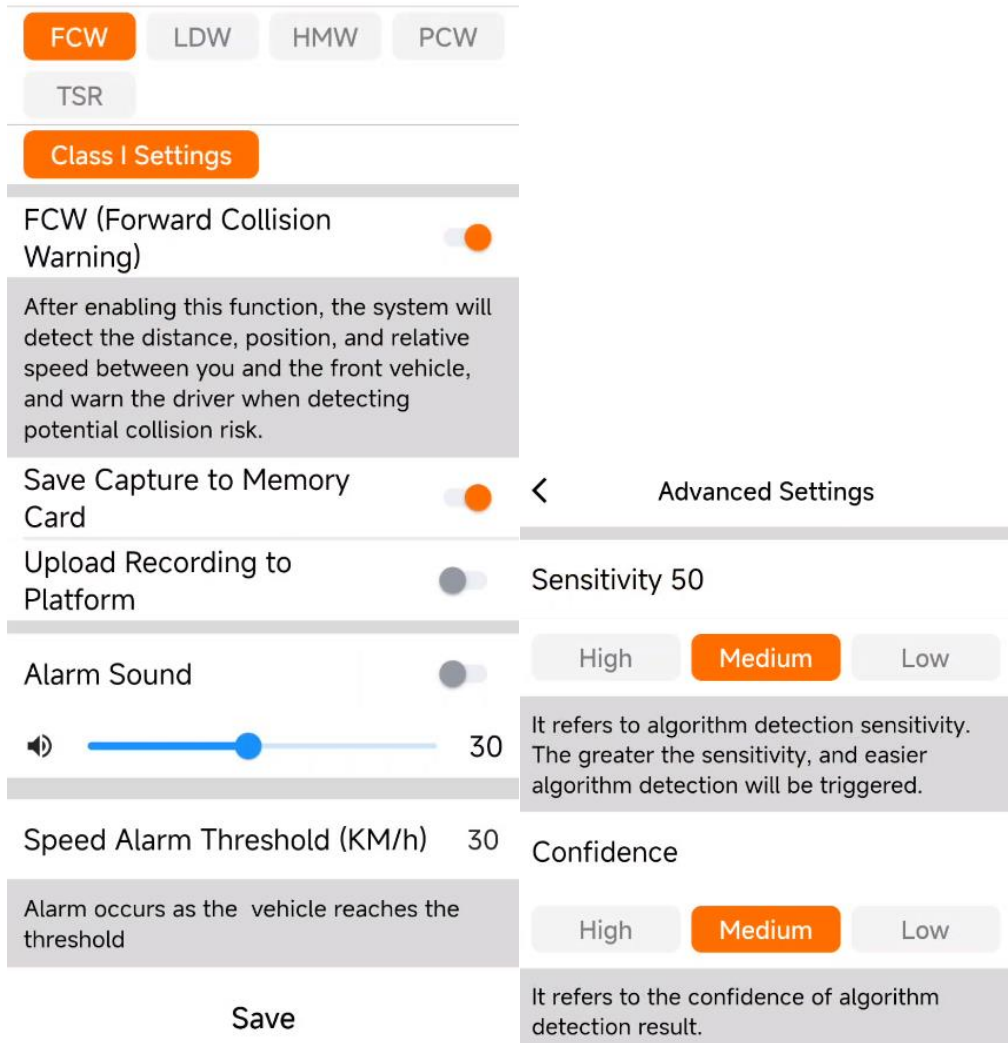 FCW LDW HMW PCW
TSR
Class I Settings
FCW (Forward Collision
Warning)
After enabling this function, the system will
detect the distance, position, and relative
speed between you and the front vehicle,
and warn the driver when detecting
potential collision risk.
Save Capture to Memory
Card
Upload Recording to
Platform
Alarm Sound
30
Speed Alarm Threshold (KM/h) 30
Alarm occurs as the vehicle reaches the
threshold
Save
Advanced Settings
Sensitivity 50
High Medium Low
It refers to algorithm detection sensitivity.
The greater the sensitivity, and easier
algorithm detection will be triggered.
Confidence
High Medium Low
It refers to the confidence of algorithm
detection result.